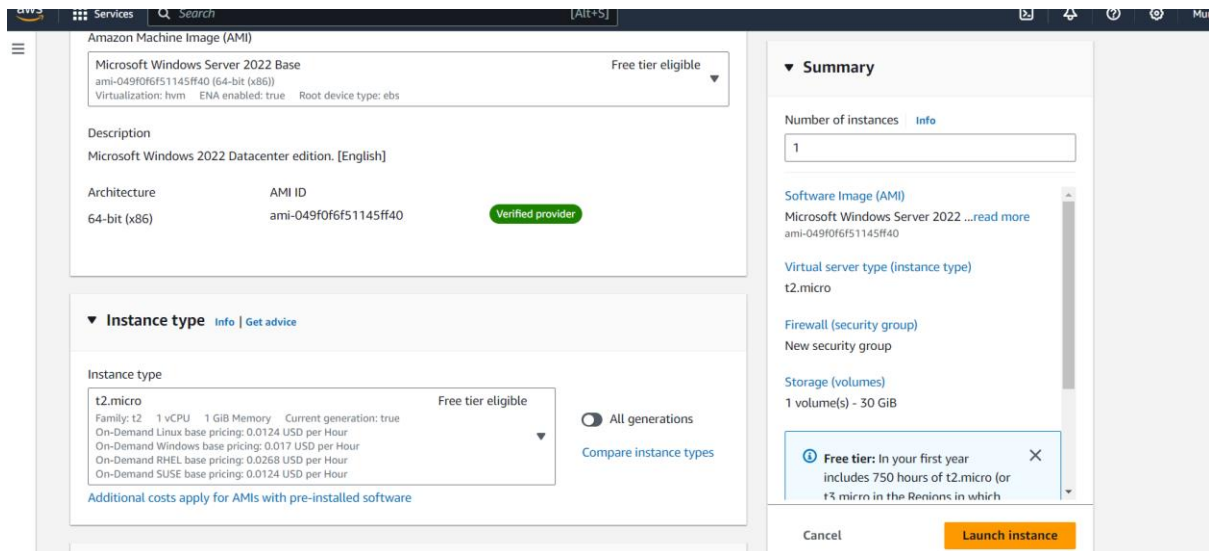 aws
Services
Search
[Alt+S]
Amazon Machine Image (AMI)
Microsoft Windows Server 2022 Base
Free tier eligible
ami-049f0f6f51145ff40 (64-bit (x86))
Virtualization: hvm ENA enabled: true Root device type: ebs
Description
Microsoft Windows 2022 Datacenter edition. [English]
Architecture
AMI ID
64-bit (x86)
ami-049f0f6f51145ff40
Verified provider
Instance type Info | Get advice
Instance type
t2.micro
Free tier eligible
Family: t2 1 vCPU 1 GiB Memory Current generation: true
On-Demand Linux base pricing: 0.0124 USD per Hour
On-Demand Windows base pricing: 0.017 USD per Hour
On-Demand RHEL base pricing: 0.0268 USD per Hour
On-Demand SUSE base pricing: 0.0124 USD per Hour
All generations
Compare instance types
Additional costs apply for AMIs with pre-installed software
Summary
Number of instances Info
1
Software Image (AMI)
Microsoft Windows Server 2022 ...read more
ami-049f0f6f51145ff40
Virtual server type (instance type)
t2.micro
Firewall (security group)
New security group
Storage (volumes)
1 volume(s) - 30 GiB
Free tier: In your first year
includes 750 hours of t2.micro (or
t3.micro in the Regions in which
Cancel
Launch instance